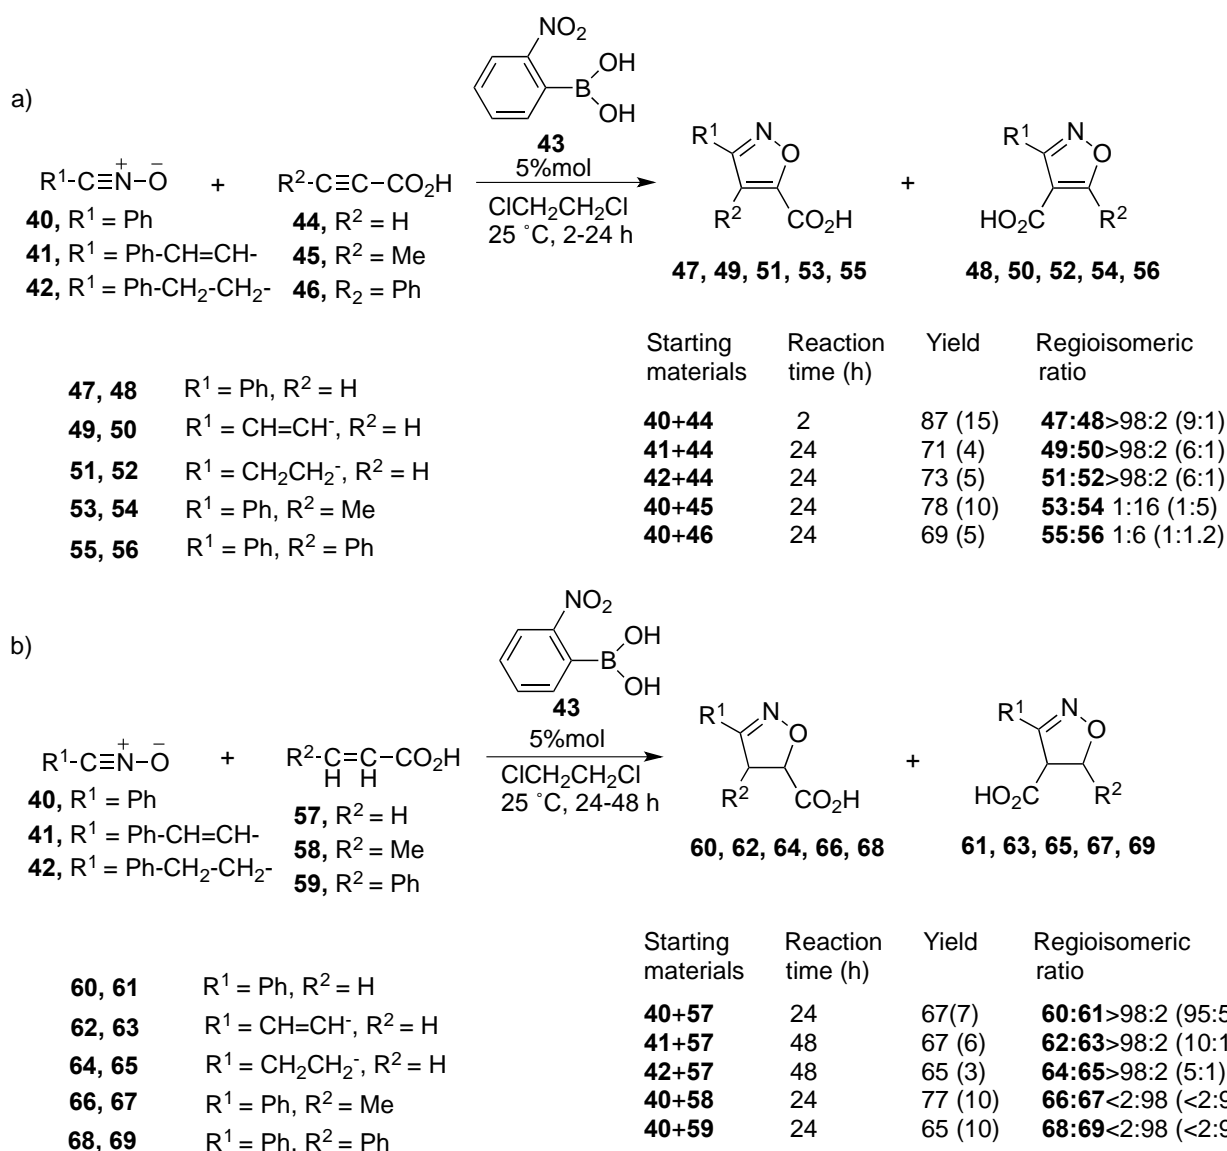 a)
NO₂
OH
B
OH
43
5%mol
ClCH₂CH₂Cl
25 ˚C, 2-24 h
R¹-C≡N⁺-O⁻ + R²-C≡C-CO₂H
40, R¹ = Ph
41, R¹ = Ph-CH=CH-
42, R¹ = Ph-CH₂-CH₂-
44, R² = H
45, R² = Me
46, R₂ = Ph
R¹ N O R² CO₂H
+
R¹ N O HO₂C R²
47, 49, 51, 53, 55
48, 50, 52, 54, 56
47, 48 R¹ = Ph, R² = H
49, 50 R¹ = CH=CH⁻, R² = H
51, 52 R¹ = CH₂CH₂⁻, R² = H
53, 54 R¹ = Ph, R² = Me
55, 56 R¹ = Ph, R² = Ph
Starting materials Reaction time (h) Yield Regioisomeric ratio
40+44 2 87 (15) 47:48>98:2 (9:1)
41+44 24 71 (4) 49:50>98:2 (6:1)
42+44 24 73 (5) 51:52>98:2 (6:1)
40+45 24 78 (10) 53:54 1:16 (1:5)
40+46 24 69 (5) 55:56 1:6 (1:1.2)
b)
NO₂
OH
B
OH
43
5%mol
ClCH₂CH₂Cl
25 ˚C, 24-48 h
R¹-C≡N⁺-O⁻ + R²-C=C-CO₂H
H H
40, R¹ = Ph
41, R¹ = Ph-CH=CH-
42, R¹ = Ph-CH₂-CH₂-
57, R² = H
58, R² = Me
59, R² = Ph
R¹ N O R² CO₂H
+
R¹ N O HO₂C R²
60, 62, 64, 66, 68
61, 63, 65, 67, 69
60, 61 R¹ = Ph, R² = H
62, 63 R¹ = CH=CH⁻, R² = H
64, 65 R¹ = CH₂CH₂⁻, R² = H
66, 67 R¹ = Ph, R² = Me
68, 69 R¹ = Ph, R² = Ph
Starting materials Reaction time (h) Yield Regioisomeric ratio
40+57 24 67(7) 60:61>98:2 (95:5
41+57 48 67 (6) 62:63>98:2 (10:1
42+57 48 65 (3) 64:65>98:2 (5:1)
40+58 24 77 (10) 66:67<2:98 (<2:9
40+59 24 65 (10) 68:69<2:98 (<2:9